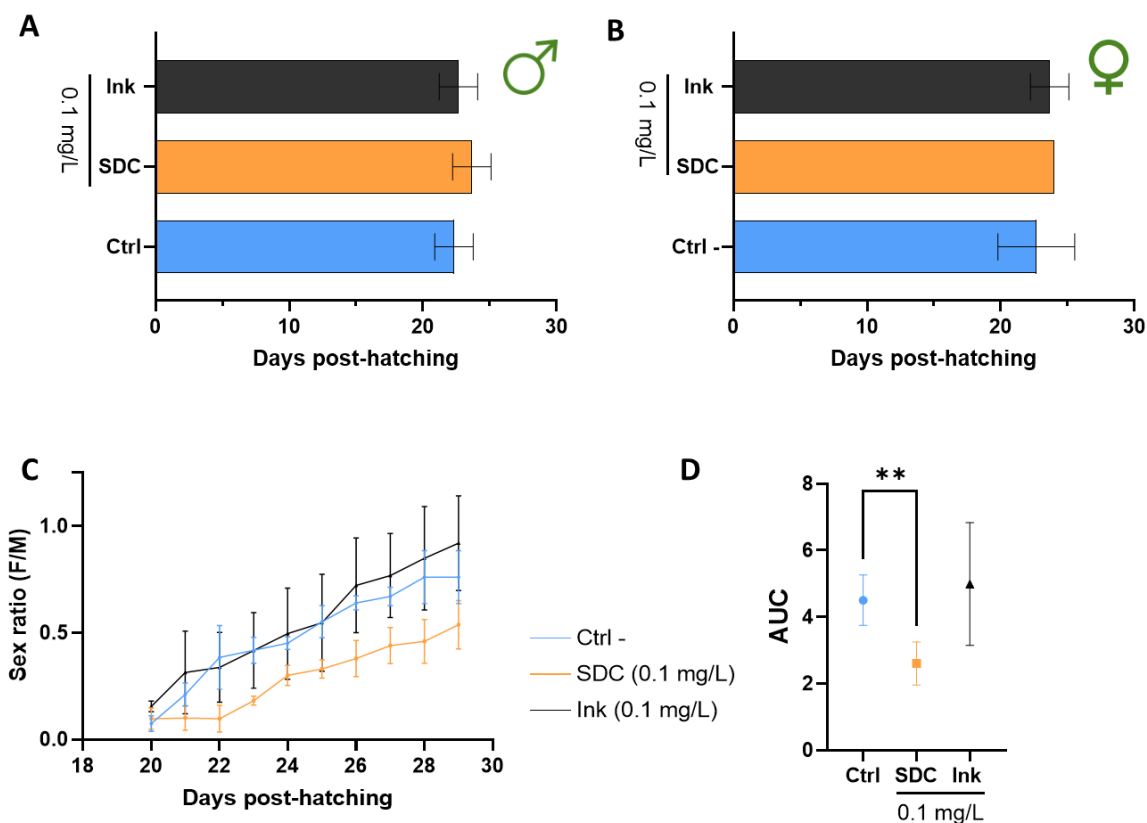 A
Ink
SDC
Ctrl
0.1 mg/L
0
10
20
30
Days post-hatching
B
Ink
SDC
Ctrl -
0.1 mg/L
0
10
20
30
Days post-hatching
C
1.0
0.5
0.0
Sex ratio (F/M)
18
20
22
24
26
28
30
Days post-hatching
Ctrl -
SDC (0.1 mg/L)
Ink (0.1 mg/L)
D
**
8
6
4
2
0
AUC
Ctrl SDC Ink
0.1 mg/L